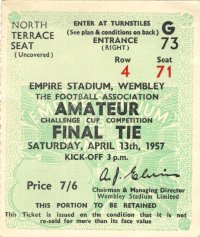 NORTH
TERRACE
SEAT
(Uncovered)
ENTER AT TURNSTILES
(See plan & conditions on back)
ENTRANCE
(RIGHT)
G
73
Row Seat
4 71
EMPIRE STADIUM, WEMBLEY
THE FOOTBALL ASSOCIATION
AMATEUR
CHALLENGE CUP COMPETITION
FINAL TIE
SATURDAY, APRIL 13th, 1957
KICK-OFF 3 p.m.
Price 7/6
Chairman & Managing Director
Wembley Stadium Limited
THIS PORTION TO BE RETAINED
This Ticket is issued on the condition that it is not
re-sold for more than its face value